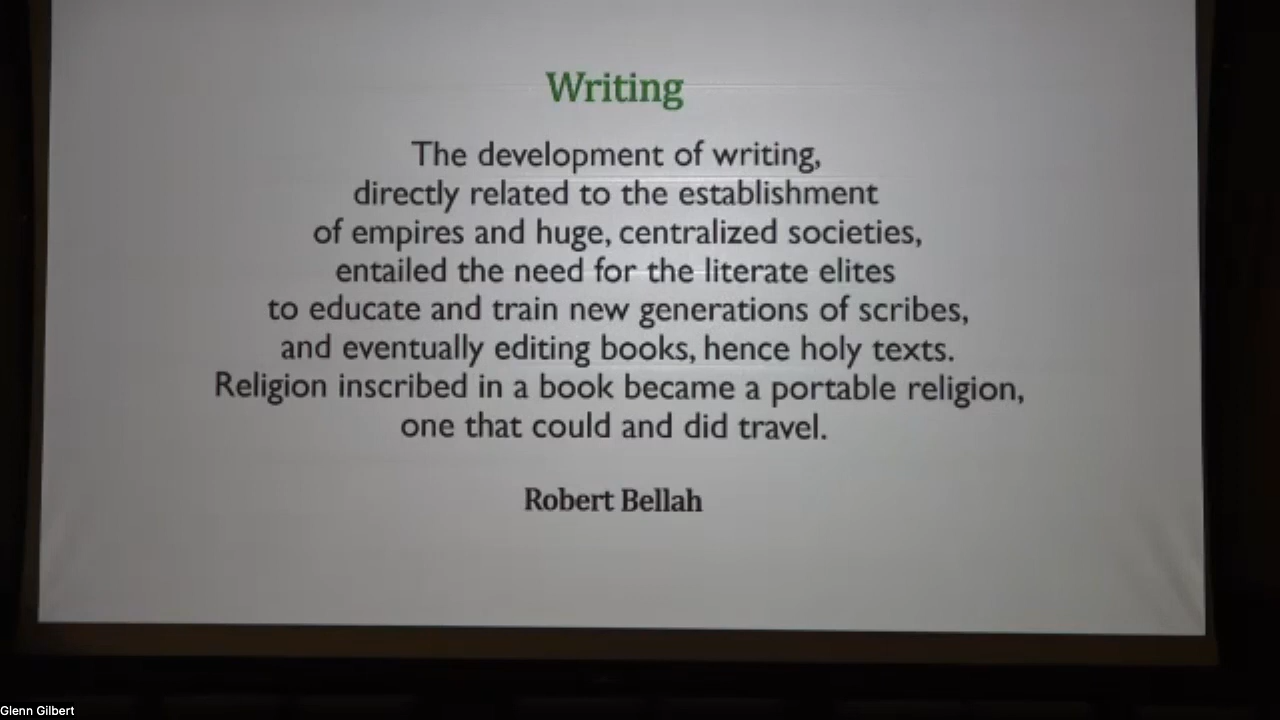 Writing
The development of writing,
directly related to the establishment
of empires and huge, centralized societies,
entailed the need for the literate elites
to educate and train new generations of scribes,
and eventually editing books, hence holy texts.
Religion inscribed in a book became a portable religion,
one that could and did travel.
Robert Bellah
Glenn Gilbert